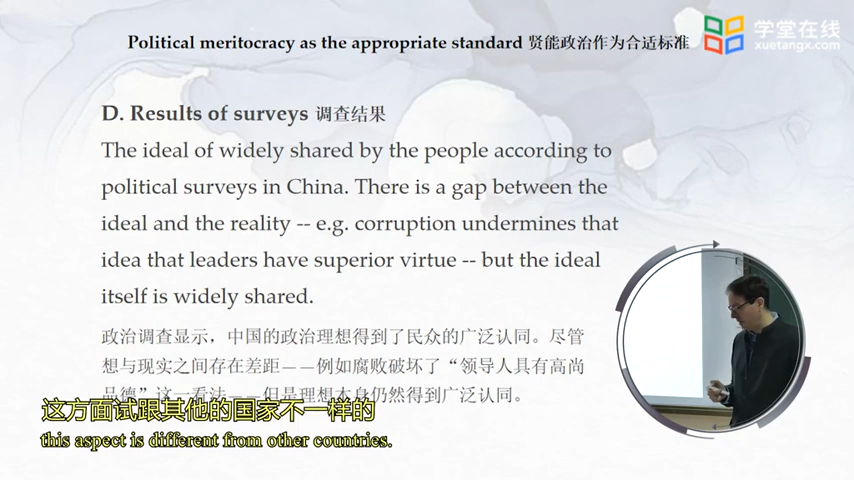 Political meritocracy as the appropriate standard 贤能政治作为合适标准
学堂在线
xuetangx.com
D. Results of surveys 调查结果
The ideal of widely shared by the people according to
political surveys in China. There is a gap between the
ideal and the reality -- e.g. corruption undermines that
idea that leaders have superior virtue -- but the ideal
itself is widely shared.
政治调查显示，中国的政治理想得到了民众的广泛认同。尽管
想与现实之间存在差距——例如腐败破坏了“领导人具有高尚
品德”这一看法——但是理想本身仍然得到广泛认同。
这方面试跟其他的国家不一样的
this aspect is different from other countries.